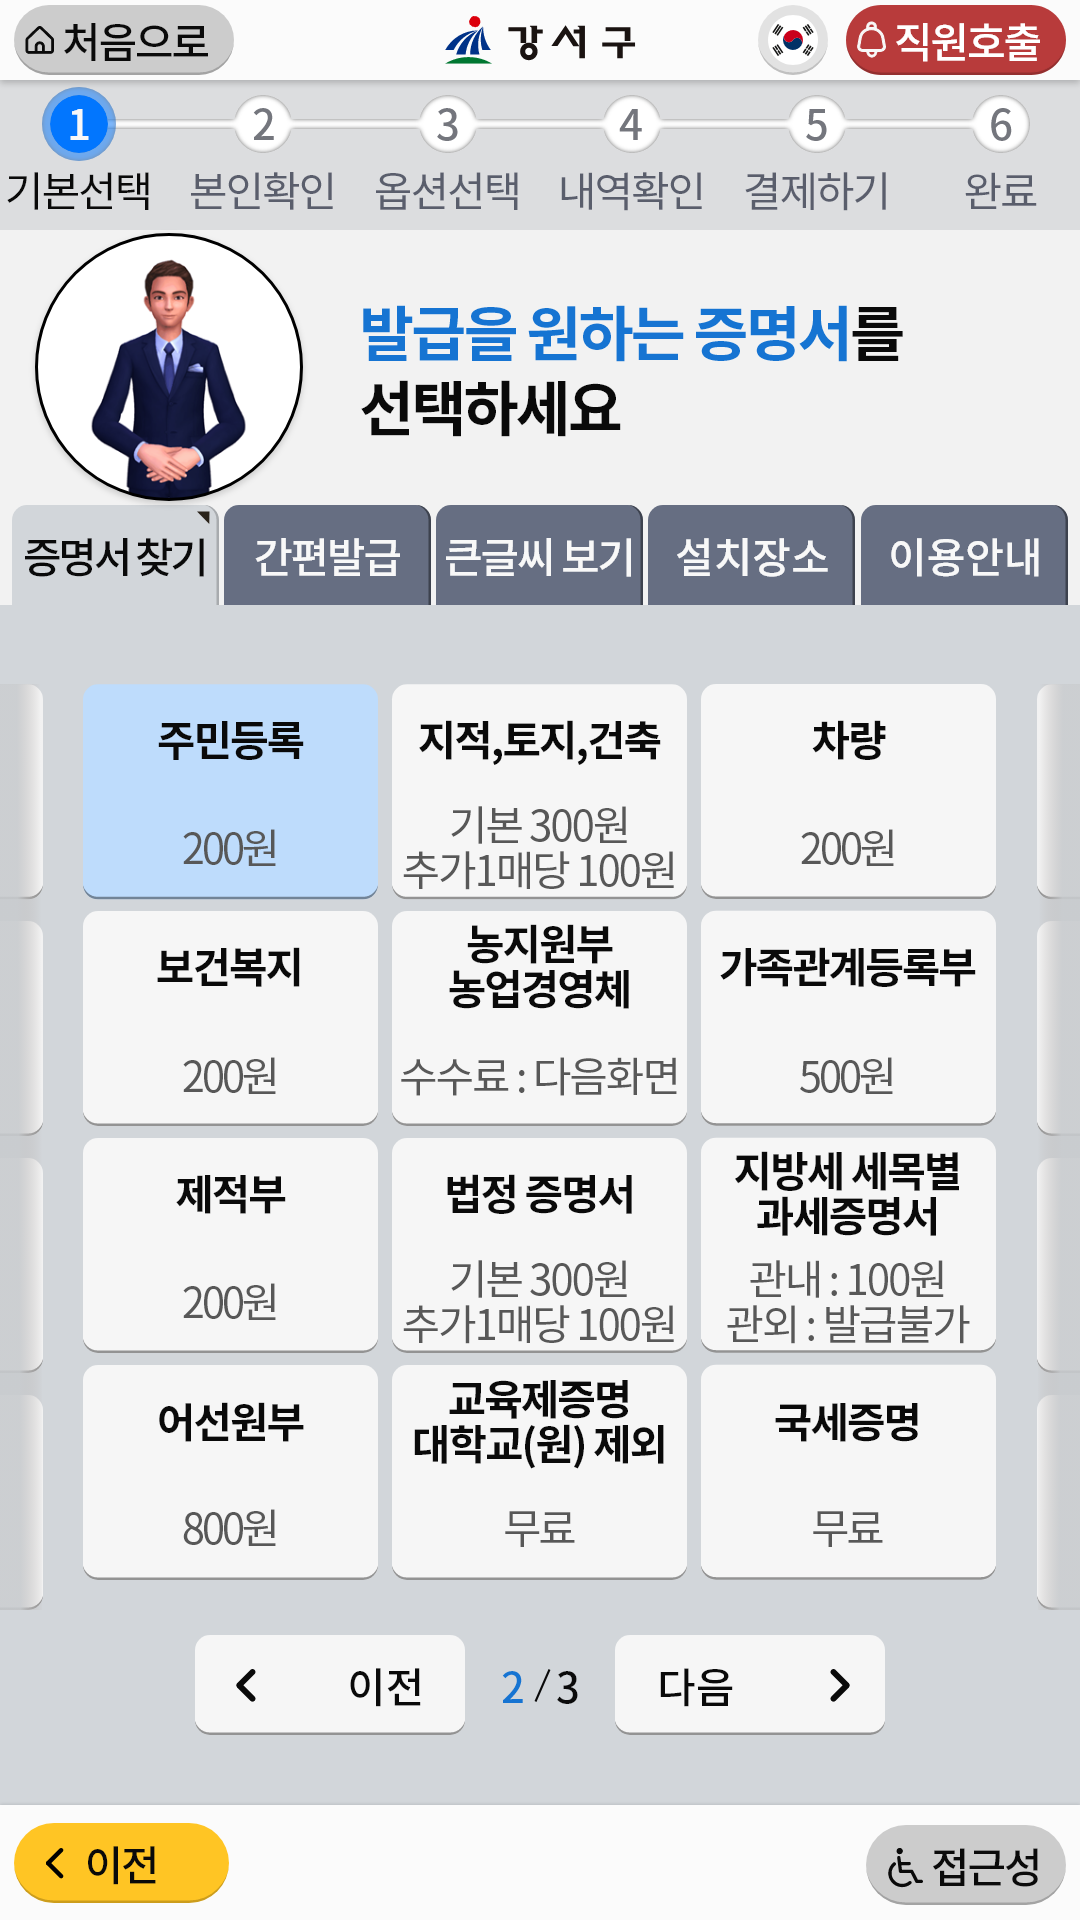 처음으로
강서구
직원호출
1 2 3 4 5 6
기본선택 본인확인 옵션선택 내역확인 결제하기 완료
발급을 원하는 증명서를
선택하세요
증명서 찾기 간편발급 큰글씨 보기 설치장소 이용안내
주민등록
200원
지적,토지,건축
기본 300원
추가1매당 100원
차량
200원
보건복지
200원
농지원부
농업경영체
수수료 : 다음화면
가족관계등록부
500원
제적부
200원
법정 증명서
기본 300원
추가1매당 100원
지방세 세목별
과세증명서
관내 : 100원
관외 : 발급불가
어선원부
800원
교육제증명
대학교(원) 제외
무료
국세증명
무료
이전 2 / 3 다음
이전
접근성